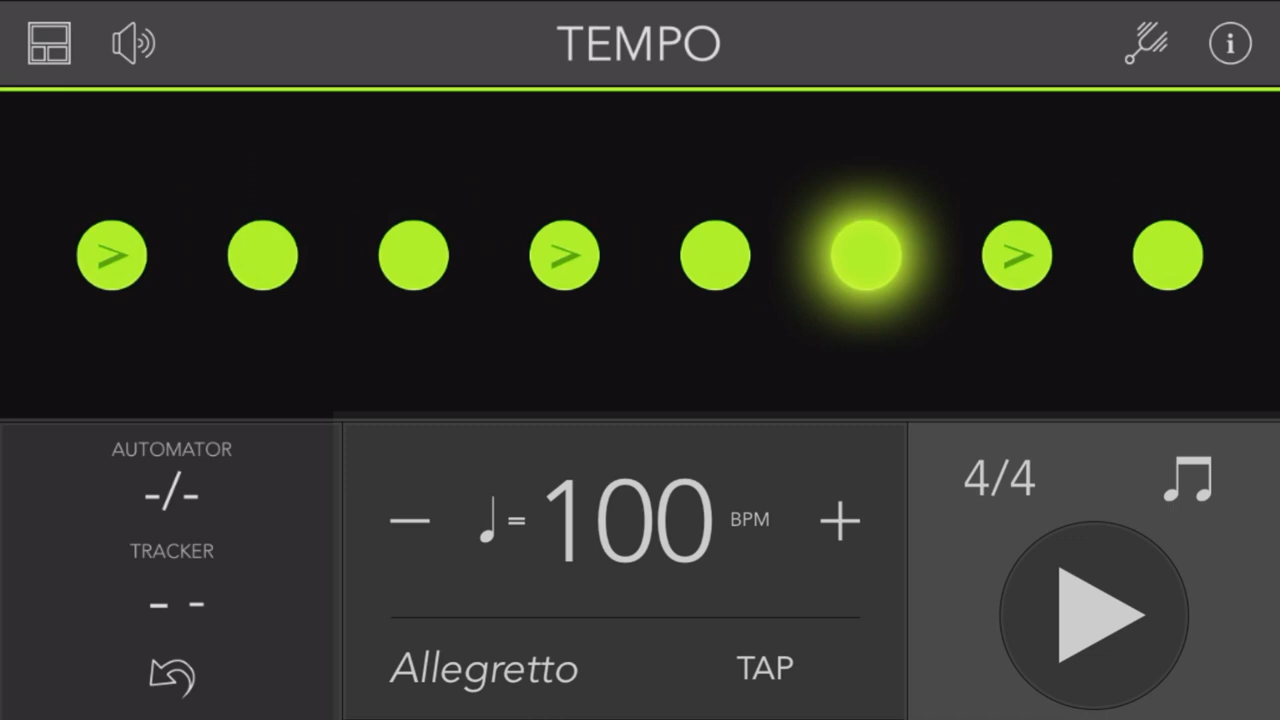 TEMPO
i
> > >
AUTOMATOR
-/-
TRACKER
- -
− ♩=100 BPM +
Allegretto
TAP
4/4